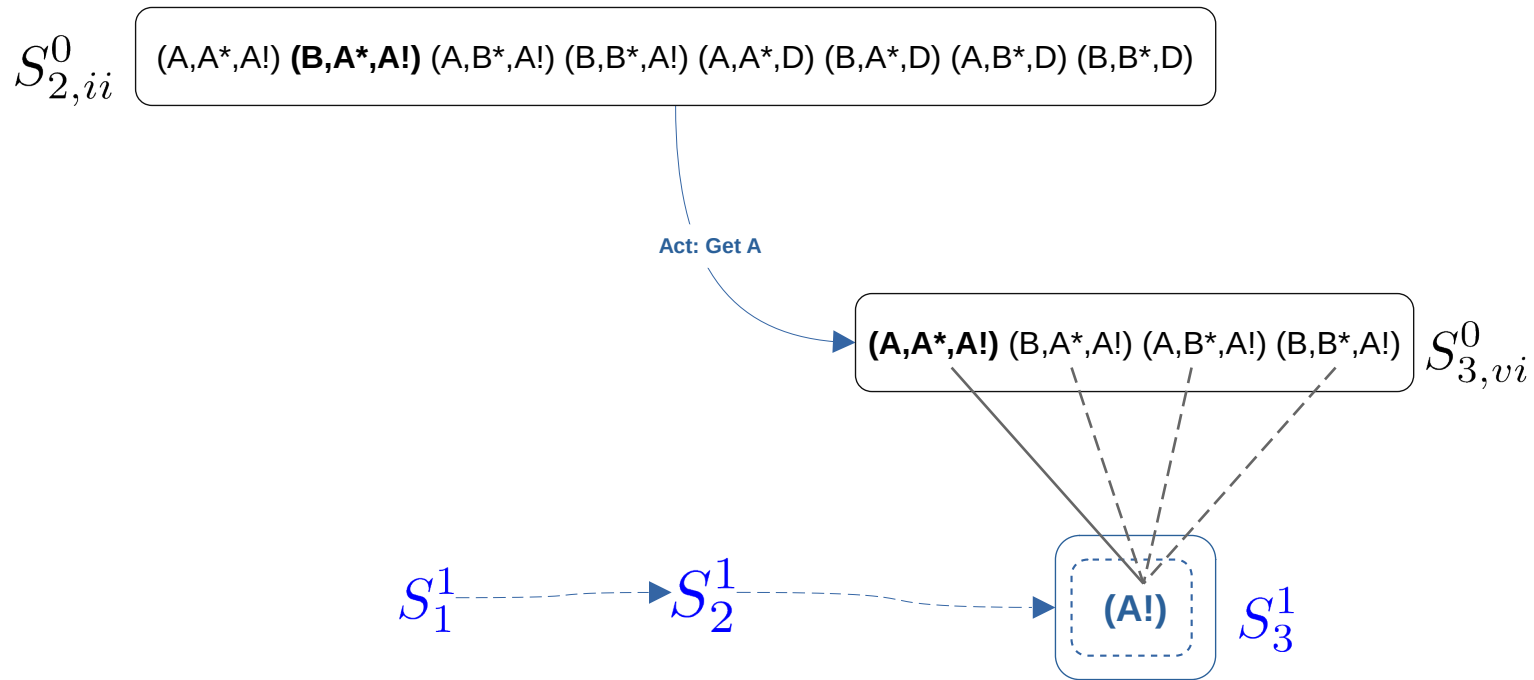 S^0_{2,ii} (A,A*,A!) (B,A*,A!) (A,B*,A!) (B,B*,A!) (A,A*,D) (B,A*,D) (A,B*,D) (B,B*,D)
Act: Get A
(A,A*,A!) (B,A*,A!) (A,B*,A!) (B,B*,A!) S^0_{3,vi}
S^1_1 S^1_2 (A!) S^1_3